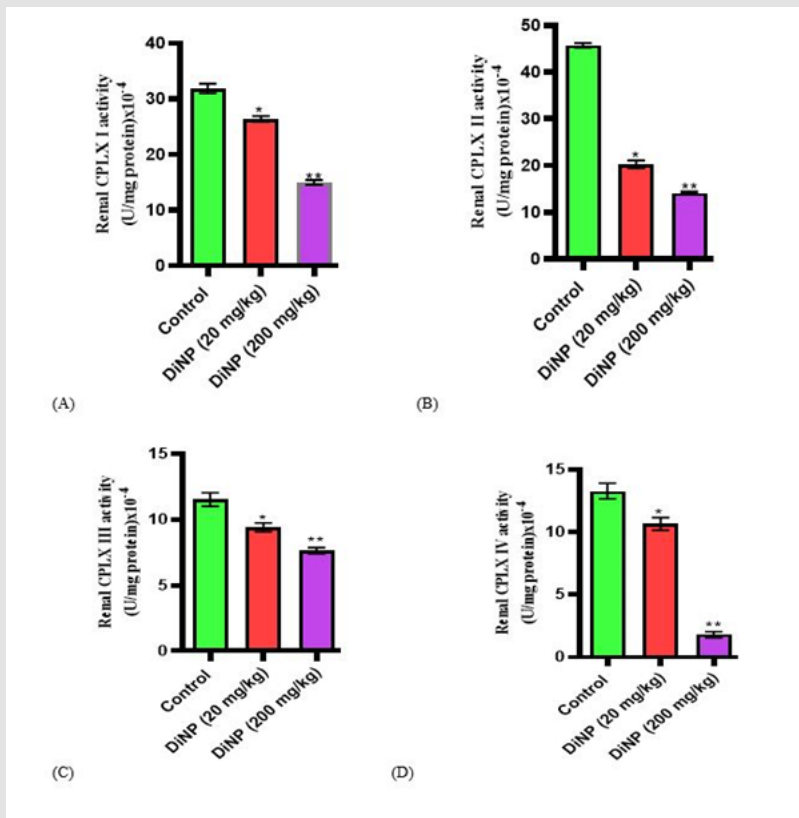 Renal CPLX I activity
(U/mg protein)x10⁻⁴
40
30
20
10
0
*
**
Control
DiNP (20 mg/kg)
DiNP (200 mg/kg)
(A)
Renal CPLX II activity
(U/mg protein)x10⁻⁴
50
40
30
20
10
0
*
**
Control
DiNP (20 mg/kg)
DiNP (200 mg/kg)
(B)
Renal CPLX III activity
(U/mg protein)x10⁻⁴
15
10
5
0
*
**
Control
DiNP (20 mg/kg)
DiNP (200 mg/kg)
(C)
Renal CPLX IV activity
(U/mg protein)x10⁻⁴
15
10
5
0
*
**
Control
DiNP (20 mg/kg)
DiNP (200 mg/kg)
(D)